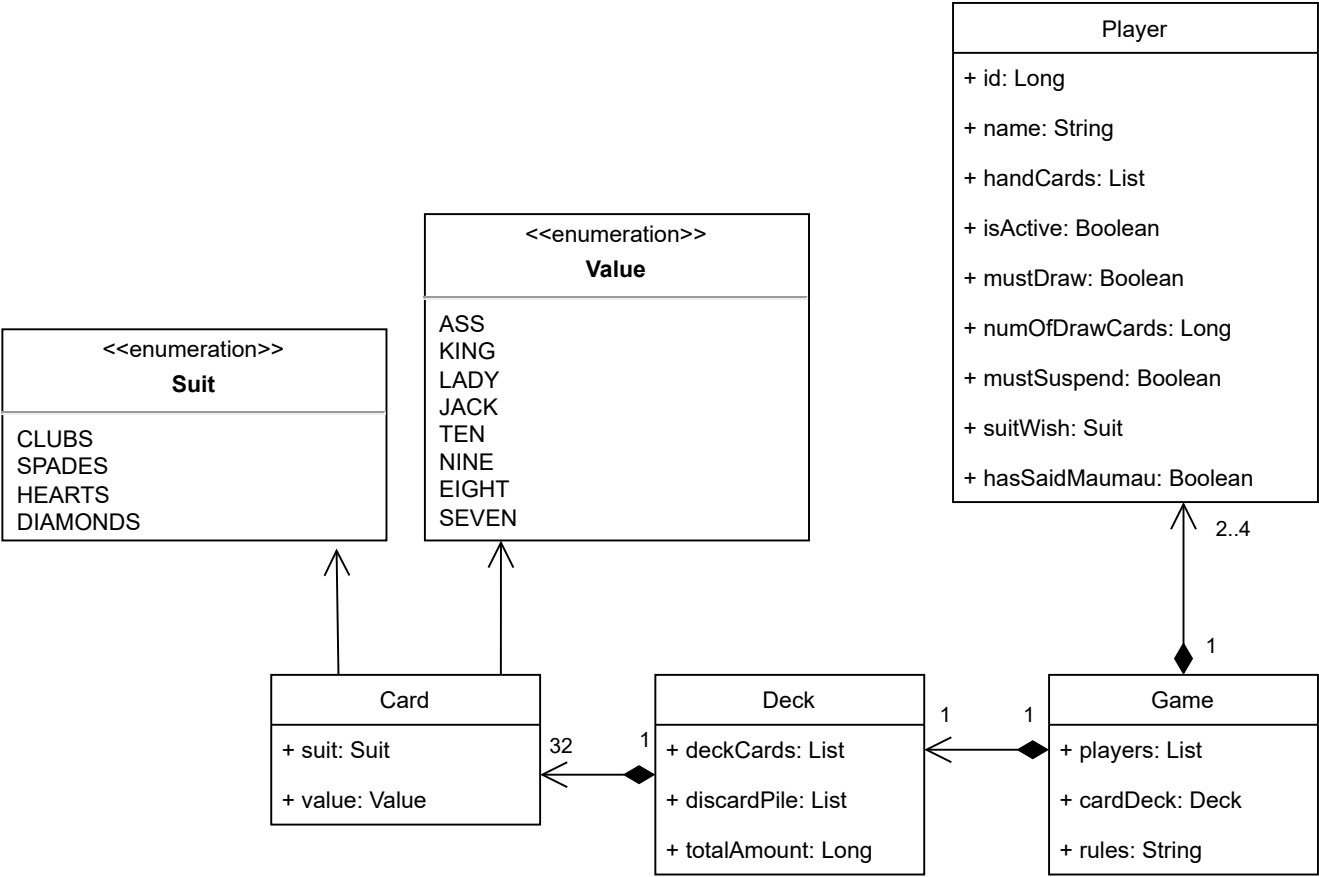 Player
+ id: Long
+ name: String
+ handCards: List
+ isActive: Boolean
+ mustDraw: Boolean
+ numOfDrawCards: Long
+ mustSuspend: Boolean
+ suitWish: Suit
+ hasSaidMaumau: Boolean
<<enumeration>>
Value
ASS
KING
LADY
JACK
TEN
NINE
EIGHT
SEVEN
<<enumeration>>
Suit
CLUBS
SPADES
HEARTS
DIAMONDS
2..4
1
Card
+ suit: Suit
+ value: Value
32
1
Deck
+ deckCards: List
+ discardPile: List
+ totalAmount: Long
1
1
Game
+ players: List
+ cardDeck: Deck
+ rules: String